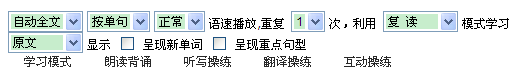 自动全文 按单句 正常 语速播放,重复 1 次，利用 复 读 模式学习
原文 显示 呈现新单词 呈现重点句型
学习模式 朗读背诵 听写操练 翻译操练 互动操练